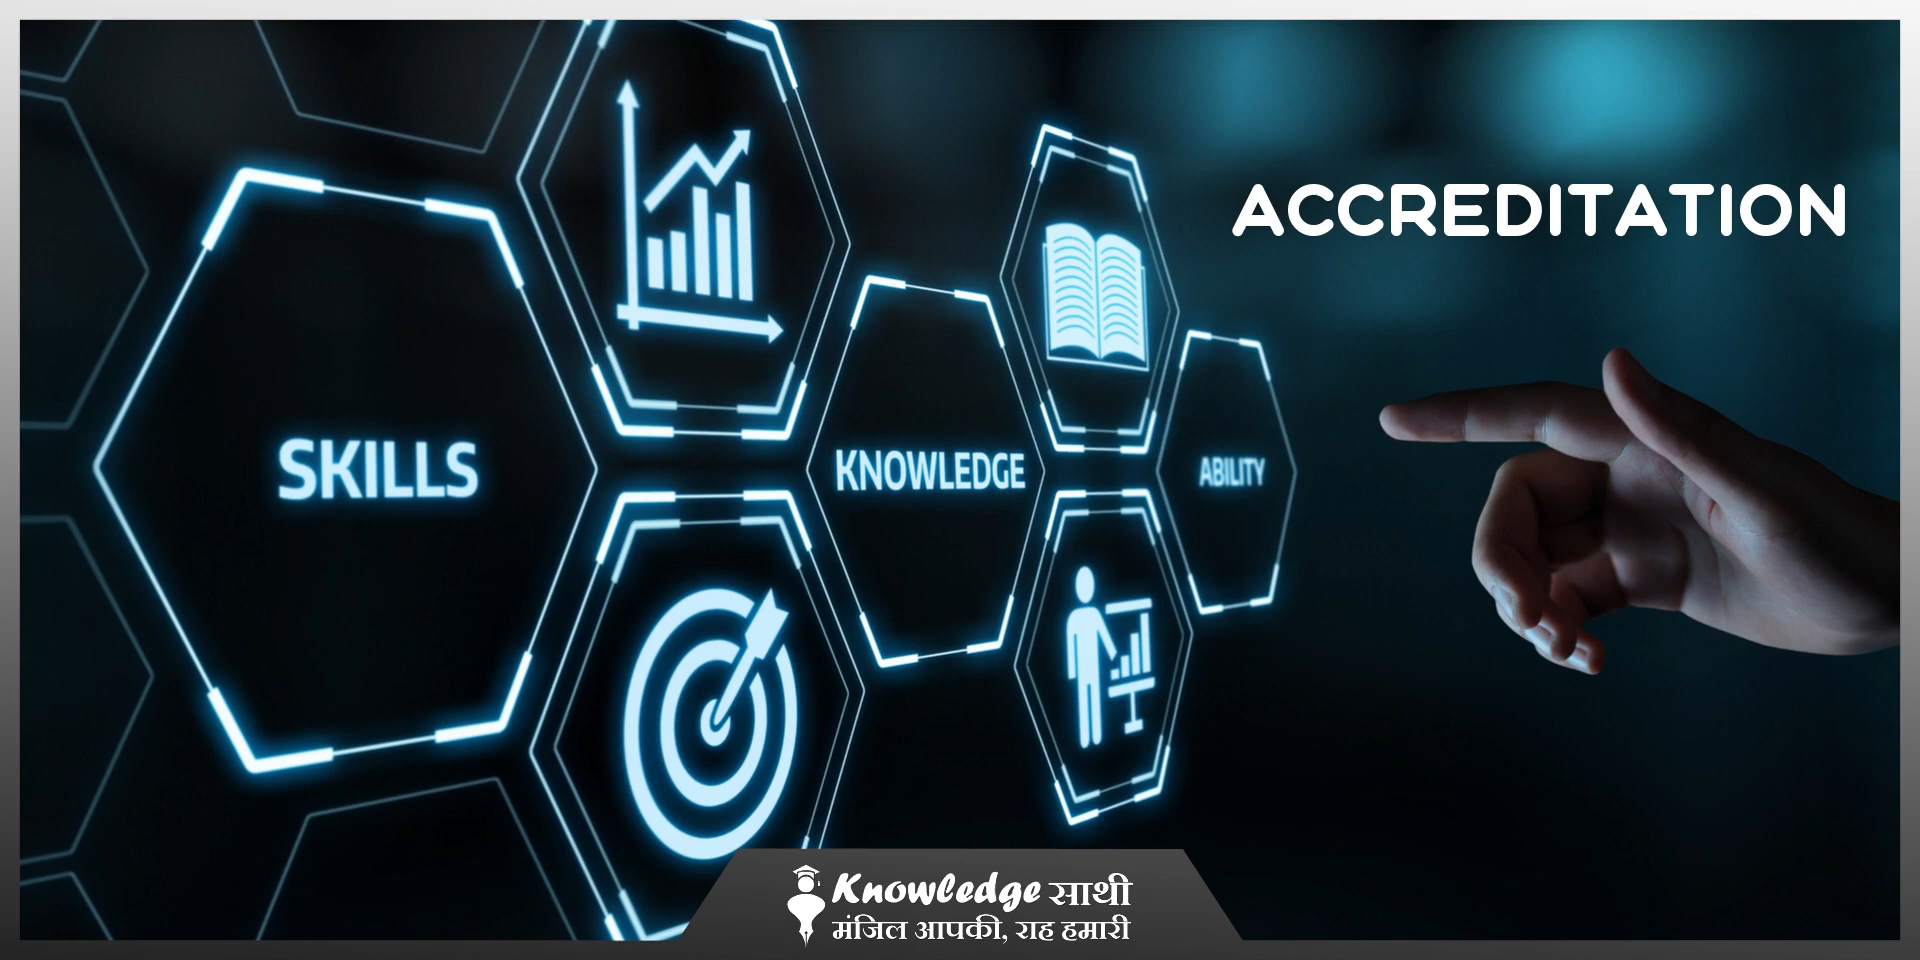 ACCREDITATION
SKILLS
KNOWLEDGE
ABILITY
Knowledge साथी
मंजिल आपकी, राह हमारी